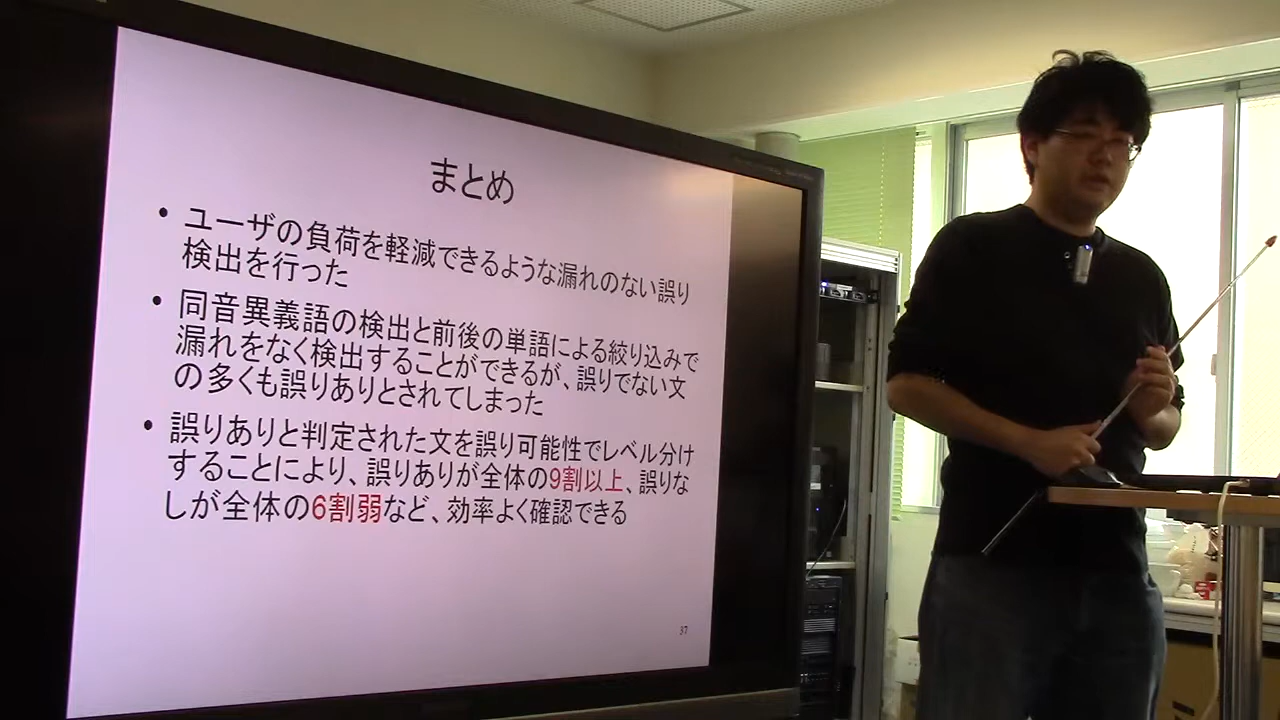 まとめ
• ユーザの負荷を軽減できるような漏れのない誤り
検出を行った
• 同音異義語の検出と前後の単語による絞り込みで
漏れをなく検出することができるが、誤りでない文
の多くも誤りありとされてしまった
• 誤りありと判定された文を誤り可能性でレベル分け
することにより、誤りありが全体の9割以上、誤りな
しが全体の6割弱など、効率よく確認できる
37